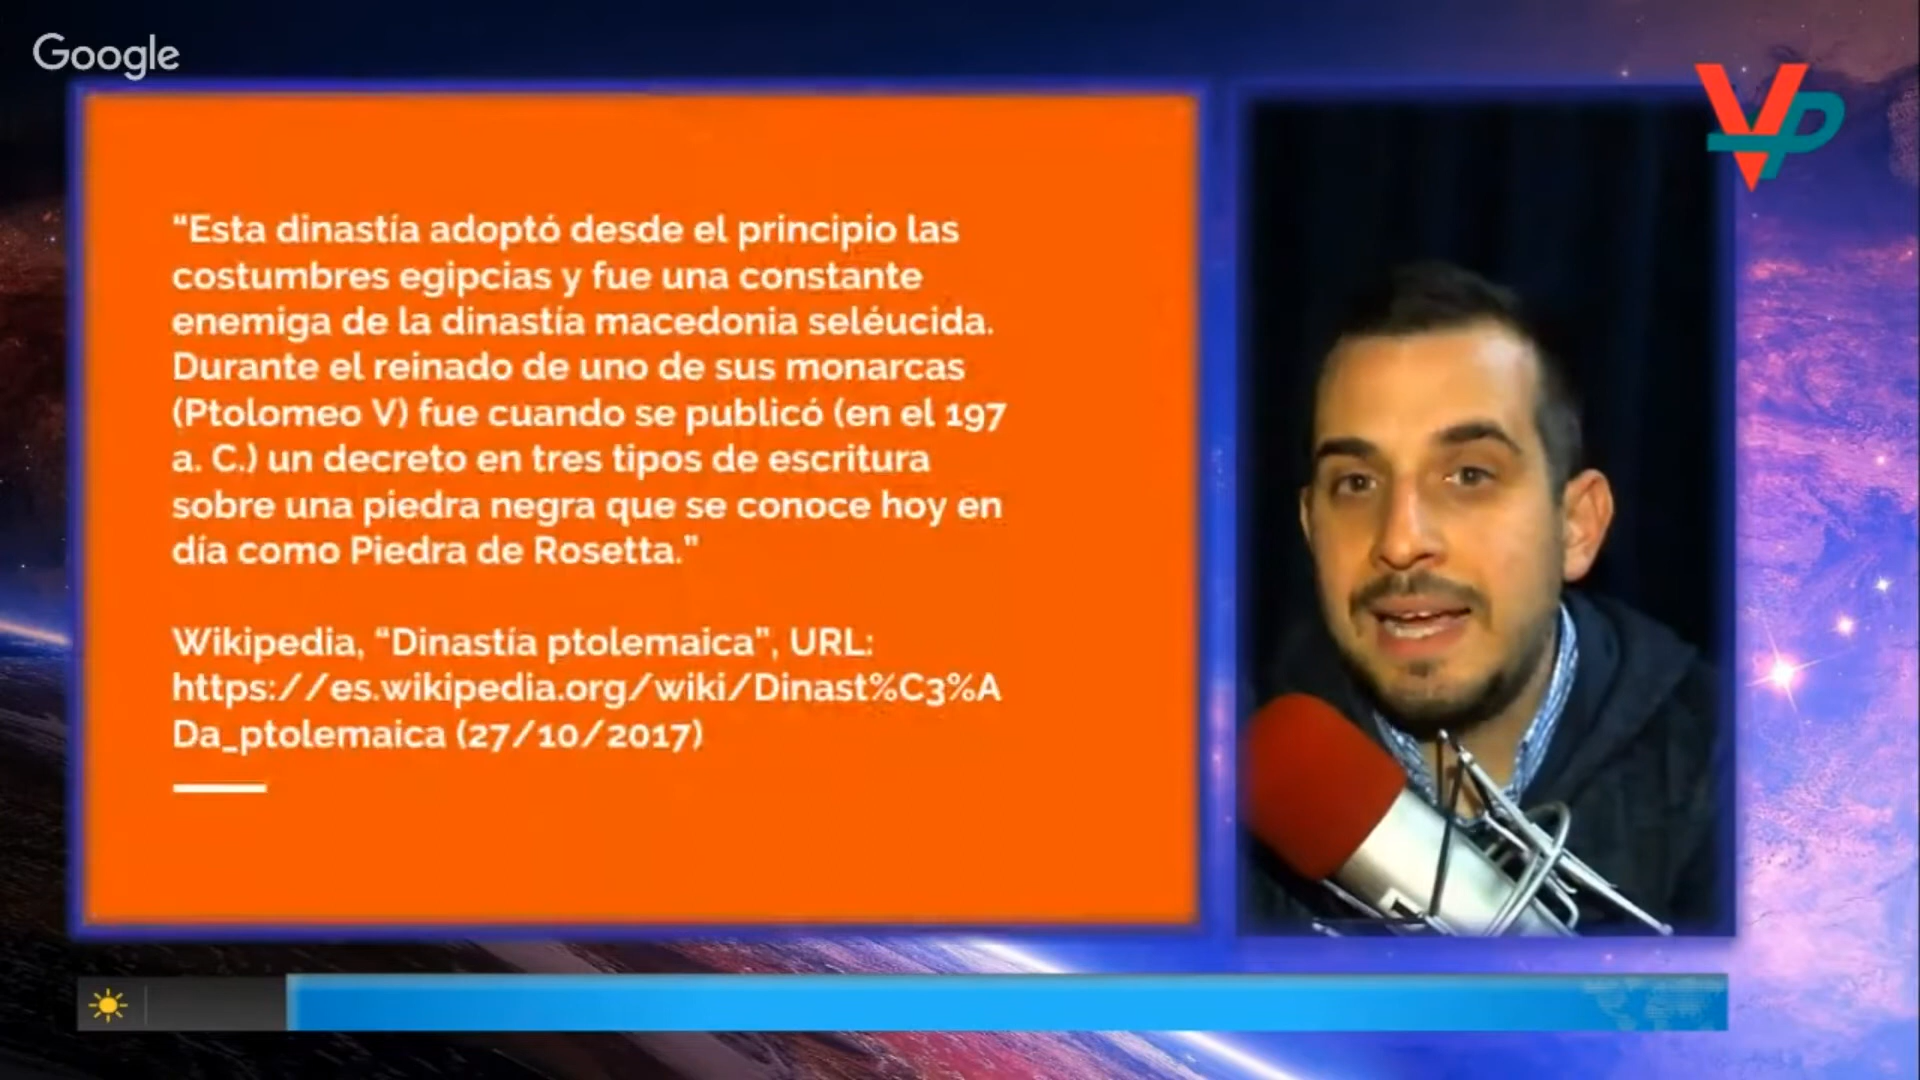 Google
VP
“Esta dinastía adoptó desde el principio las
costumbres egipcias y fue una constante
enemiga de la dinastía macedonia seléucida.
Durante el reinado de uno de sus monarcas
(Ptolomeo V) fue cuando se publicó (en el 197
a. C.) un decreto en tres tipos de escritura
sobre una piedra negra que se conoce hoy en
día como Piedra de Rosetta.”
Wikipedia, “Dinastía ptolemaica”, URL:
https://es.wikipedia.org/wiki/Dinast%C3%A
Da_ptolemaica (27/10/2017)